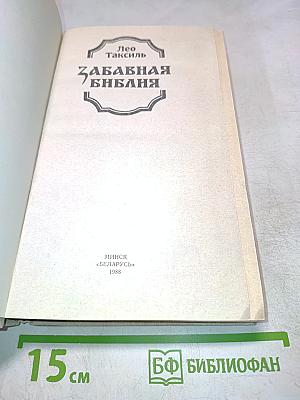 Лео
Таксиль
ЗАБАВНАЯ
БИБЛИЯ
МИНСК
«БЕЛАРУСЬ»
1988
15 см
БФ БИБЛИОФАН